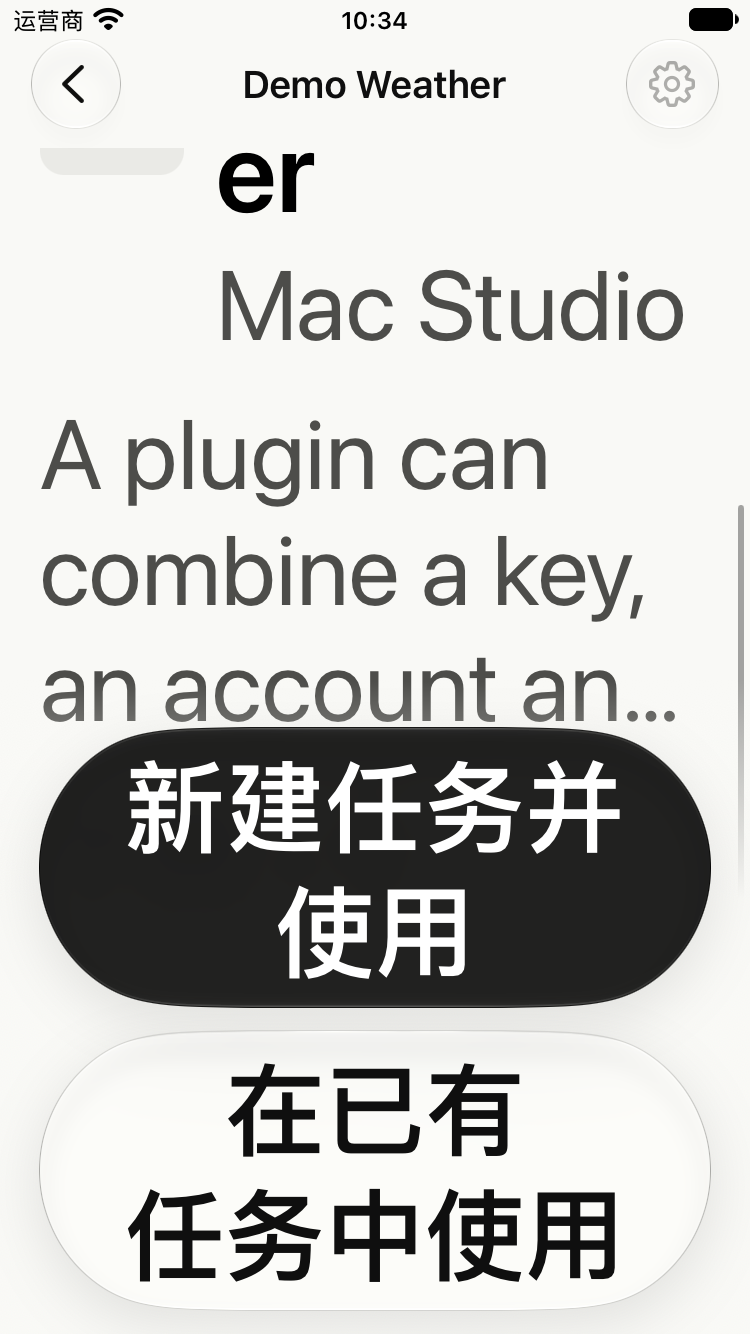 运营商
10:34
Demo Weather
er
Mac Studio
A plugin can
combine a key,
an account an...
新建任务并
使用
在已有
任务中使用